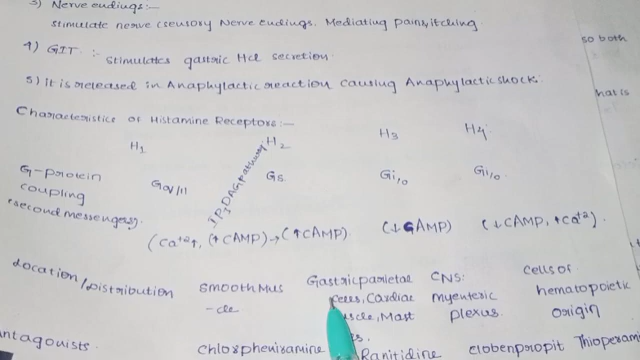 3) Nerve endings:-
stimulate nerve (sensory Nerve endings. Mediating pain, itching
so both
4) GIT :- stimulates gastric Hcl secretion
5) it is released in Anaphylactic reaction causing Anaphylactic shock.
hat is
Characteristics of Histamine Receptors:-
H1 H2 H3 H4
G-protein coupling (second messengers). Gq/11 Gs Gi/o Gi/o
IP3 DAG pathway
(Ca+2↑, (↑CAMP)→(↑CAMP) (↓CAMP) (↓CAMP, ↑Ca+2).
Location/Distribution smooth Mus-cle Gastric parietal cells, Cardiac muscle, Mast CNS: myenteric plexus. cells of hematopoietic origin
antagonists chlorpheniramine Ranitidine clobenpropit Thioperam